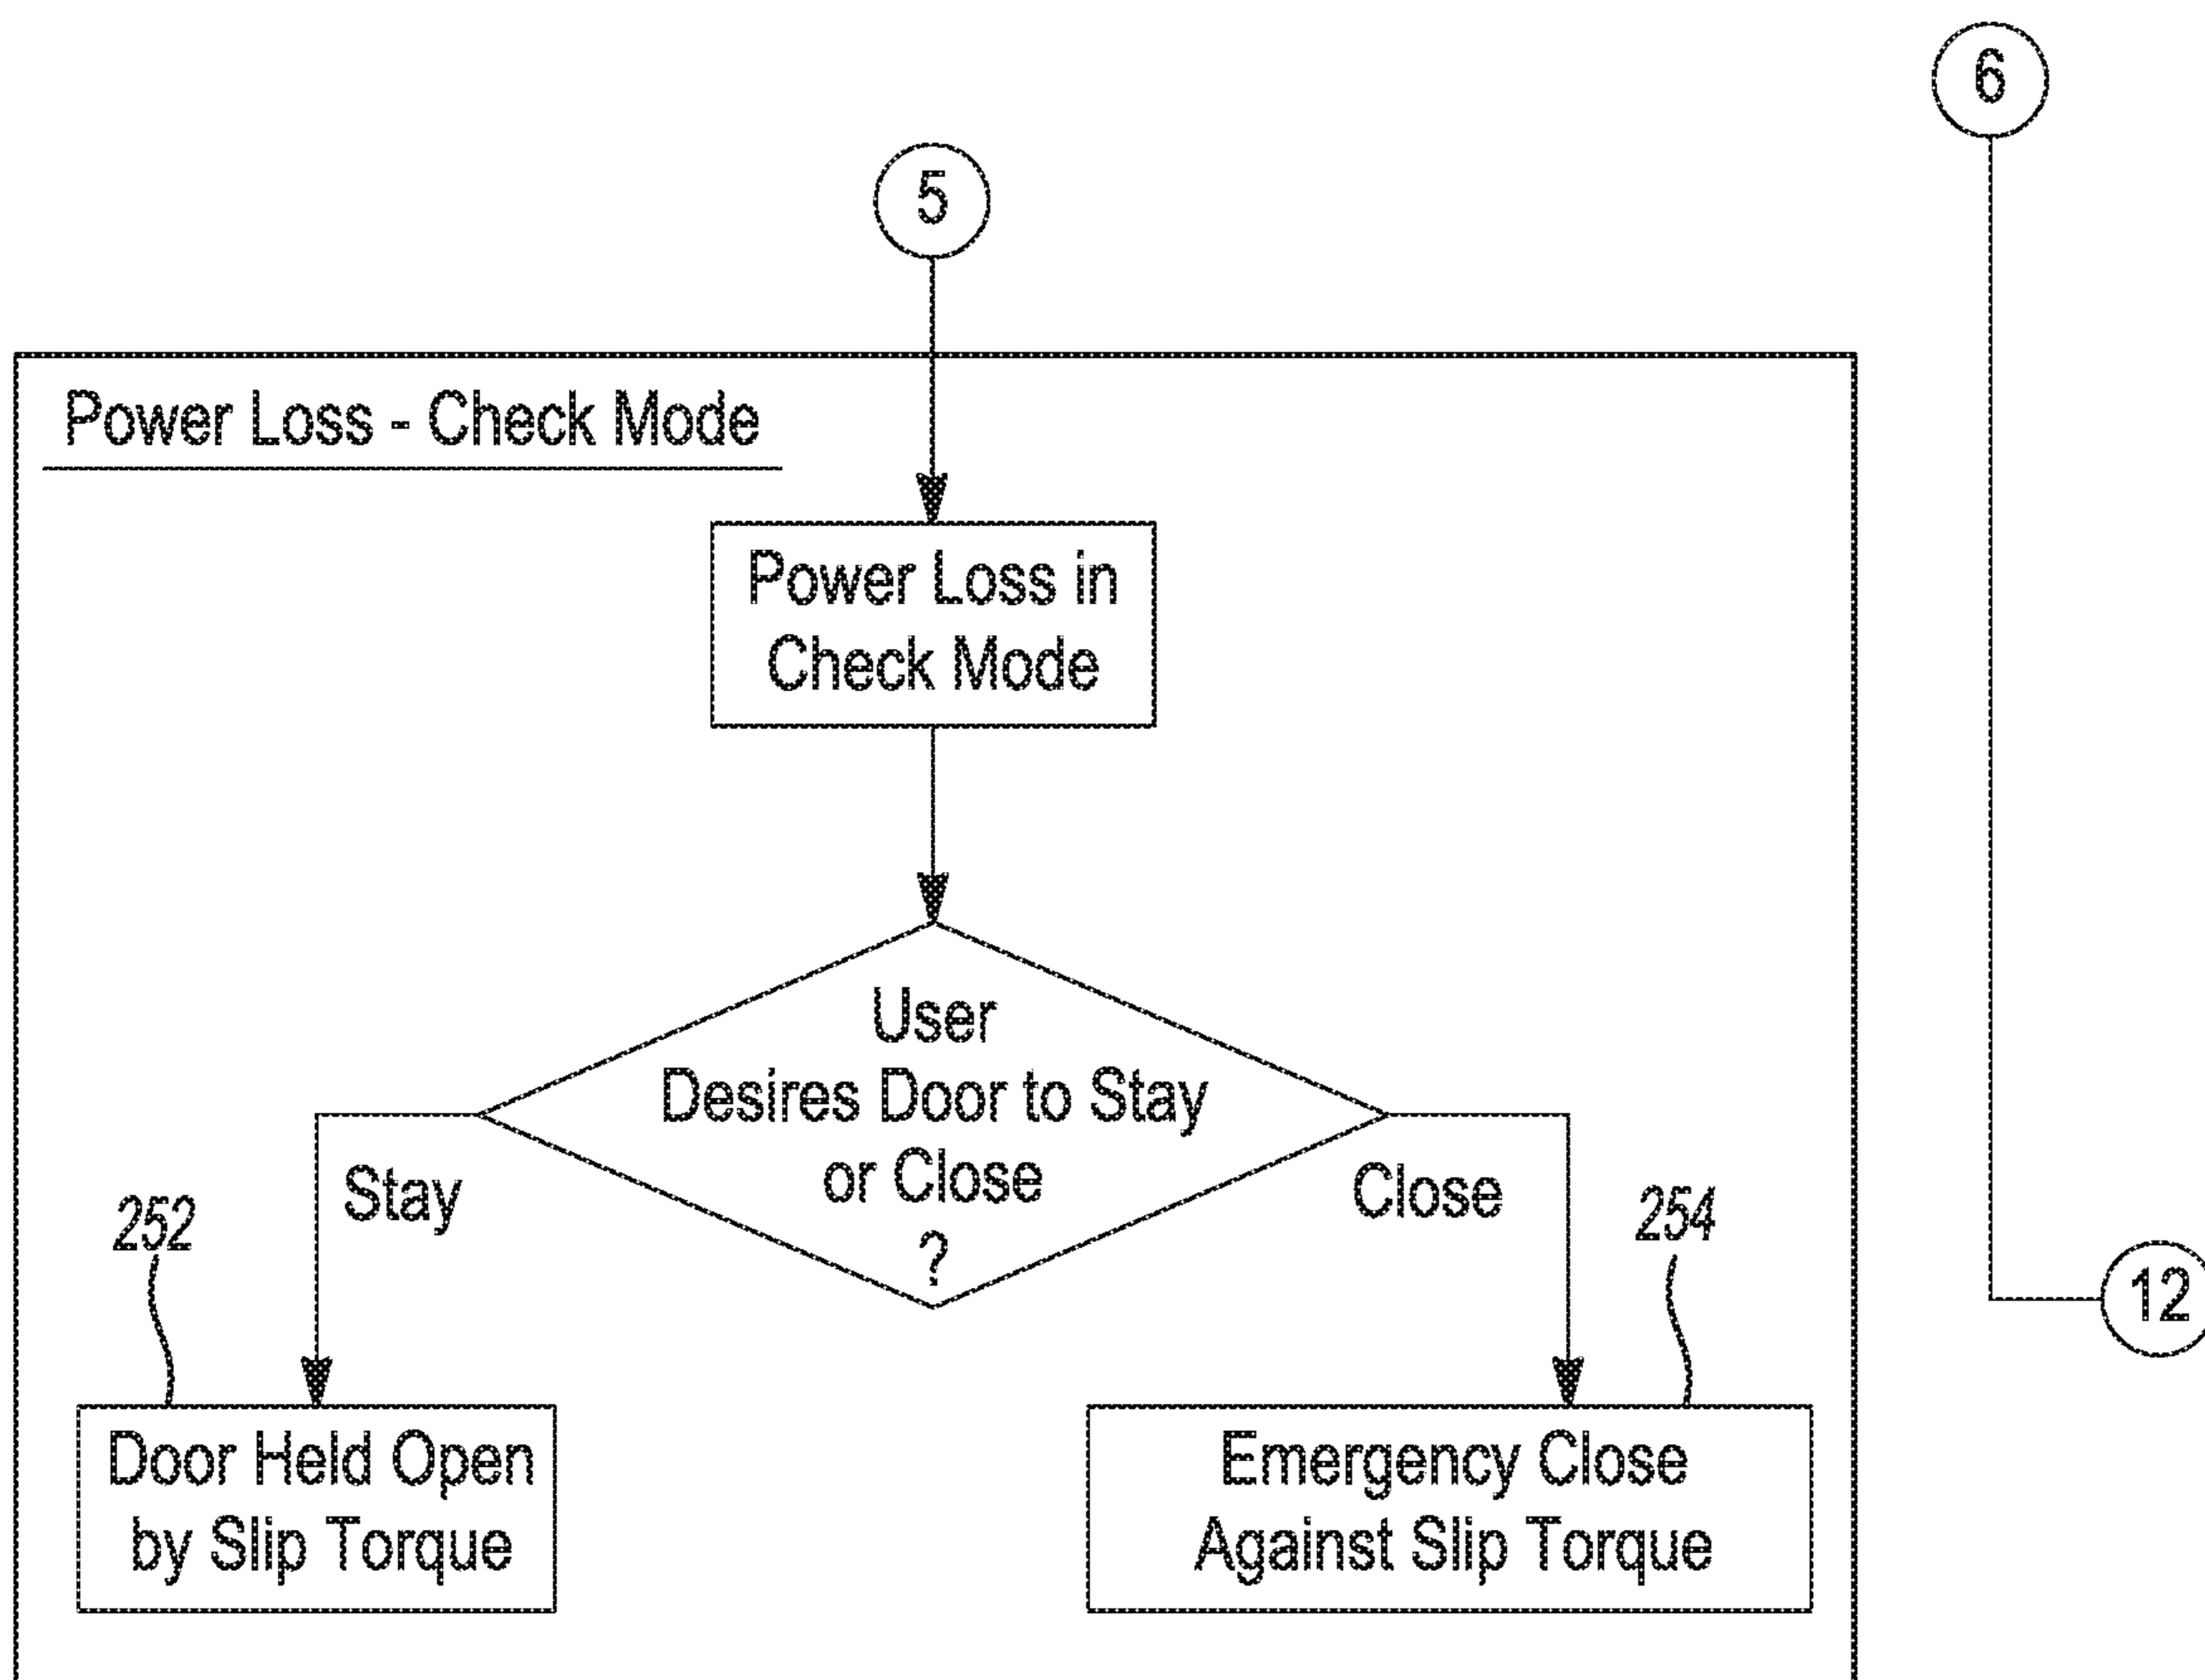 6
5
Power Loss - Check Mode
Power Loss in
Check Mode
User
Desires Door to Stay
or Close
?
Stay
Close
252
254
12
Door Held Open
by Slip Torque
Emergency Close
Against Slip Torque